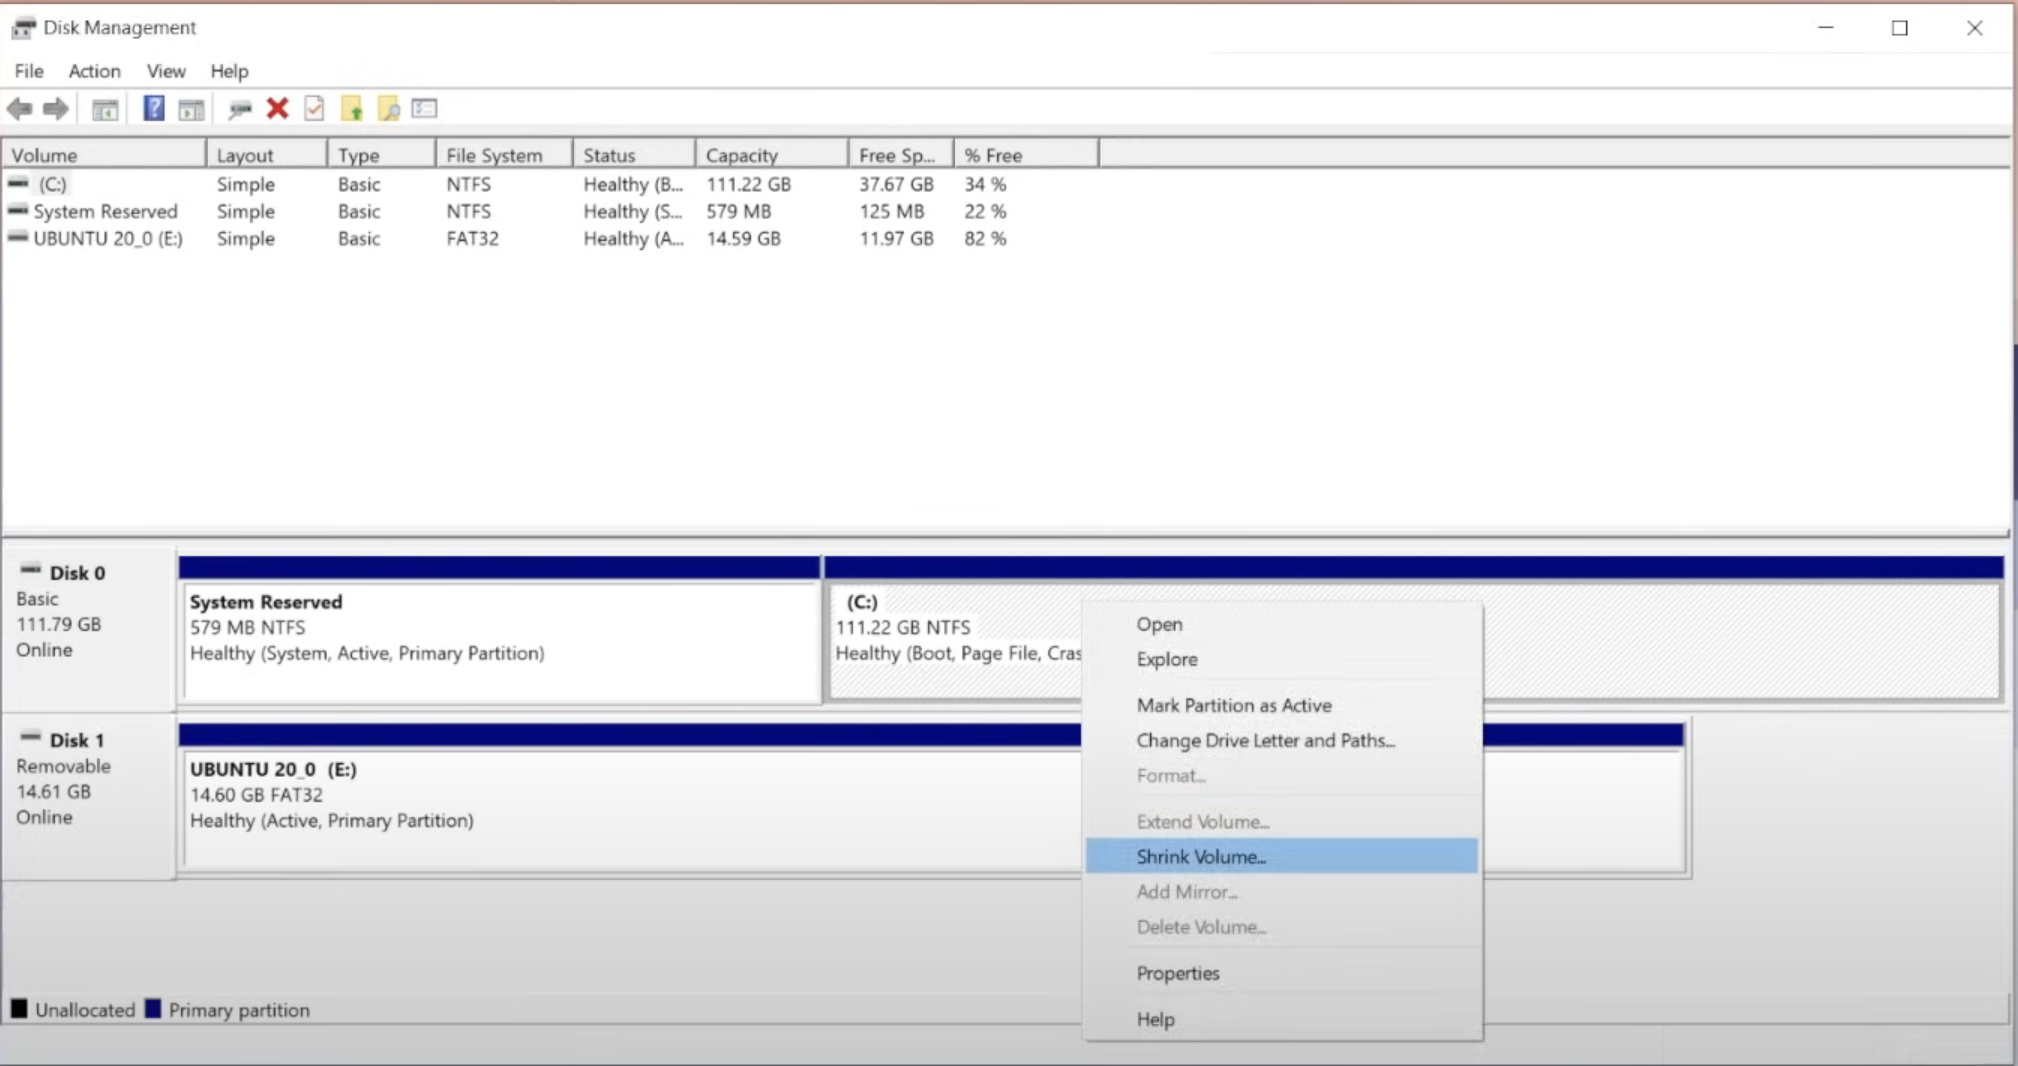 Disk Management
File Action View Help
Volume Layout Type File System Status Capacity Free Sp... % Free
(C:) Simple Basic NTFS Healthy (B... 111.22 GB 37.67 GB 34 %
System Reserved Simple Basic NTFS Healthy (S... 579 MB 125 MB 22 %
UBUNTU 20_0 (E:) Simple Basic FAT32 Healthy (A... 14.59 GB 11.97 GB 82 %
Disk 0
Basic
111.79 GB
Online
System Reserved
579 MB NTFS
Healthy (System, Active, Primary Partition)
(C:)
111.22 GB NTFS
Healthy (Boot, Page File, Cras
Disk 1
Removable
14.61 GB
Online
UBUNTU 20_0 (E:)
14.60 GB FAT32
Healthy (Active, Primary Partition)
Open
Explore
Mark Partition as Active
Change Drive Letter and Paths...
Format...
Extend Volume...
Shrink Volume...
Add Mirror...
Delete Volume...
Properties
Help
Unallocated Primary partition